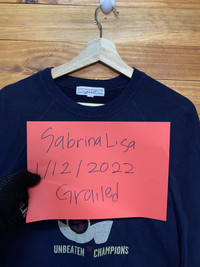 Sabrina Lisa
1/12/2022
Grailed
UNBEATEN CHAMPIONS